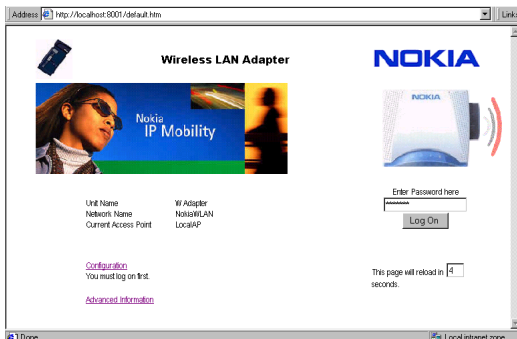 Address http://localhost:8001/default.htm Links
Wireless LAN Adapter
NOKIA
Nokia
IP Mobility
NOKIA
Enter Password here
********
Log On
Unit Name W Adapter
Network Name NokiaWLAN
Current Access Point LocalAP
Configuration
You must log on first.
This page will reload in 4
seconds.
Advanced Information
Done Local intranet zone